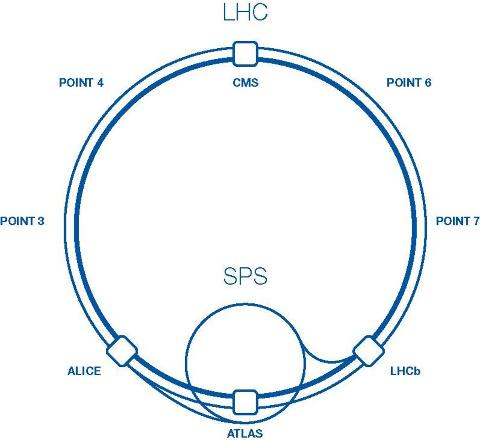 LHC
POINT 4
CMS
POINT 6
POINT 3
POINT 7
SPS
ALICE
LHCb
ATLAS